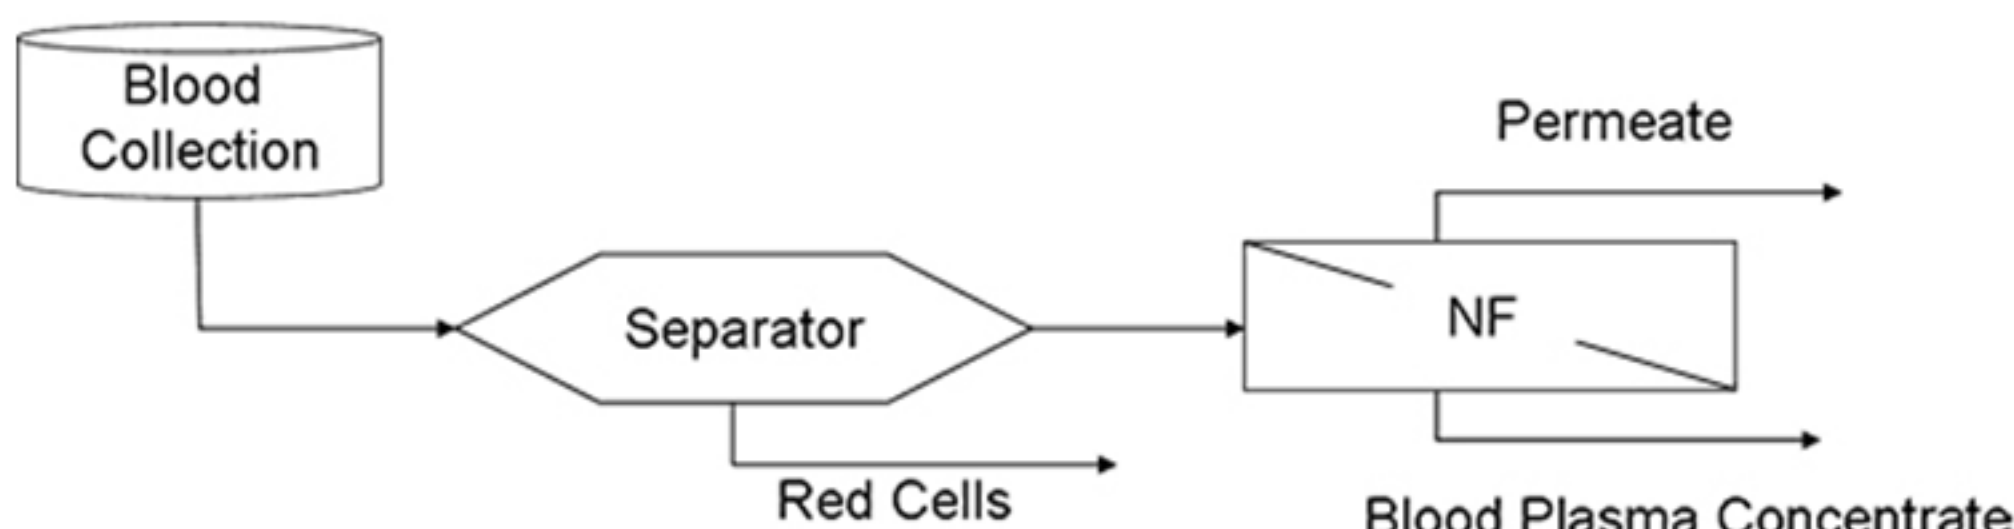 Blood
Collection
Permeate
Separator
NF
Red Cells
Blood Plasma Concentrate